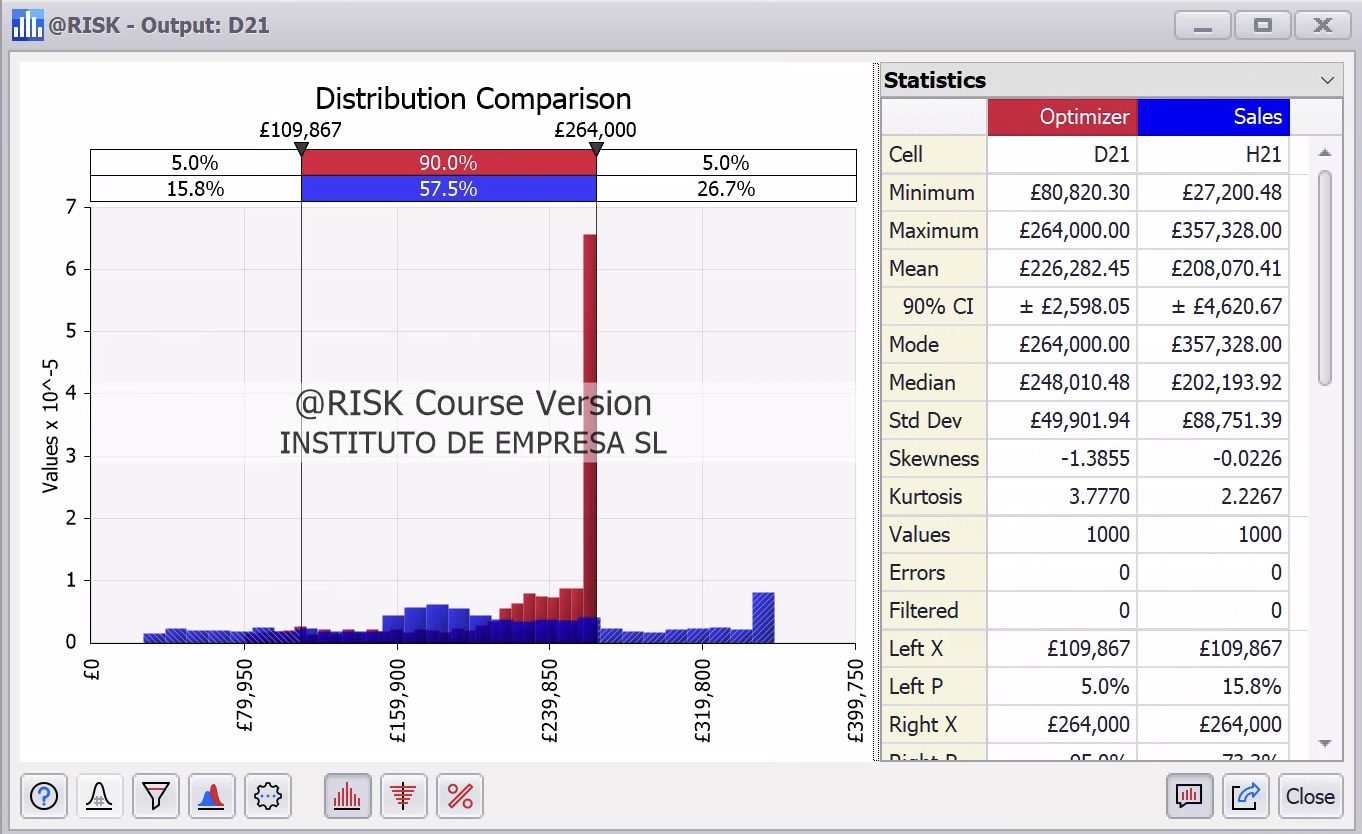 @RISK - Output: D21
Distribution Comparison
£109,867 £264,000
5.0% 90.0% 5.0%
15.8% 57.5% 26.7%
7
6
5
4
3
2
1
0
Values x 10^-5
@RISK Course Version
INSTITUTO DE EMPRESA SL
£0 £79,950 £159,900 £239,850 £319,800 £399,750
Statistics
Optimizer Sales
Cell D21 H21
Minimum £80,820.30 £27,200.48
Maximum £264,000.00 £357,328.00
Mean £226,282.45 £208,070.41
90% CI ± £2,598.05 ± £4,620.67
Mode £264,000.00 £357,328.00
Median £248,010.48 £202,193.92
Std Dev £49,901.94 £88,751.39
Skewness -1.3855 -0.0226
Kurtosis 3.7770 2.2267
Values 1000 1000
Errors 0 0
Filtered 0 0
Left X £109,867 £109,867
Left P 5.0% 15.8%
Right X £264,000 £264,000
Right P 95.0% 73.3%
Close